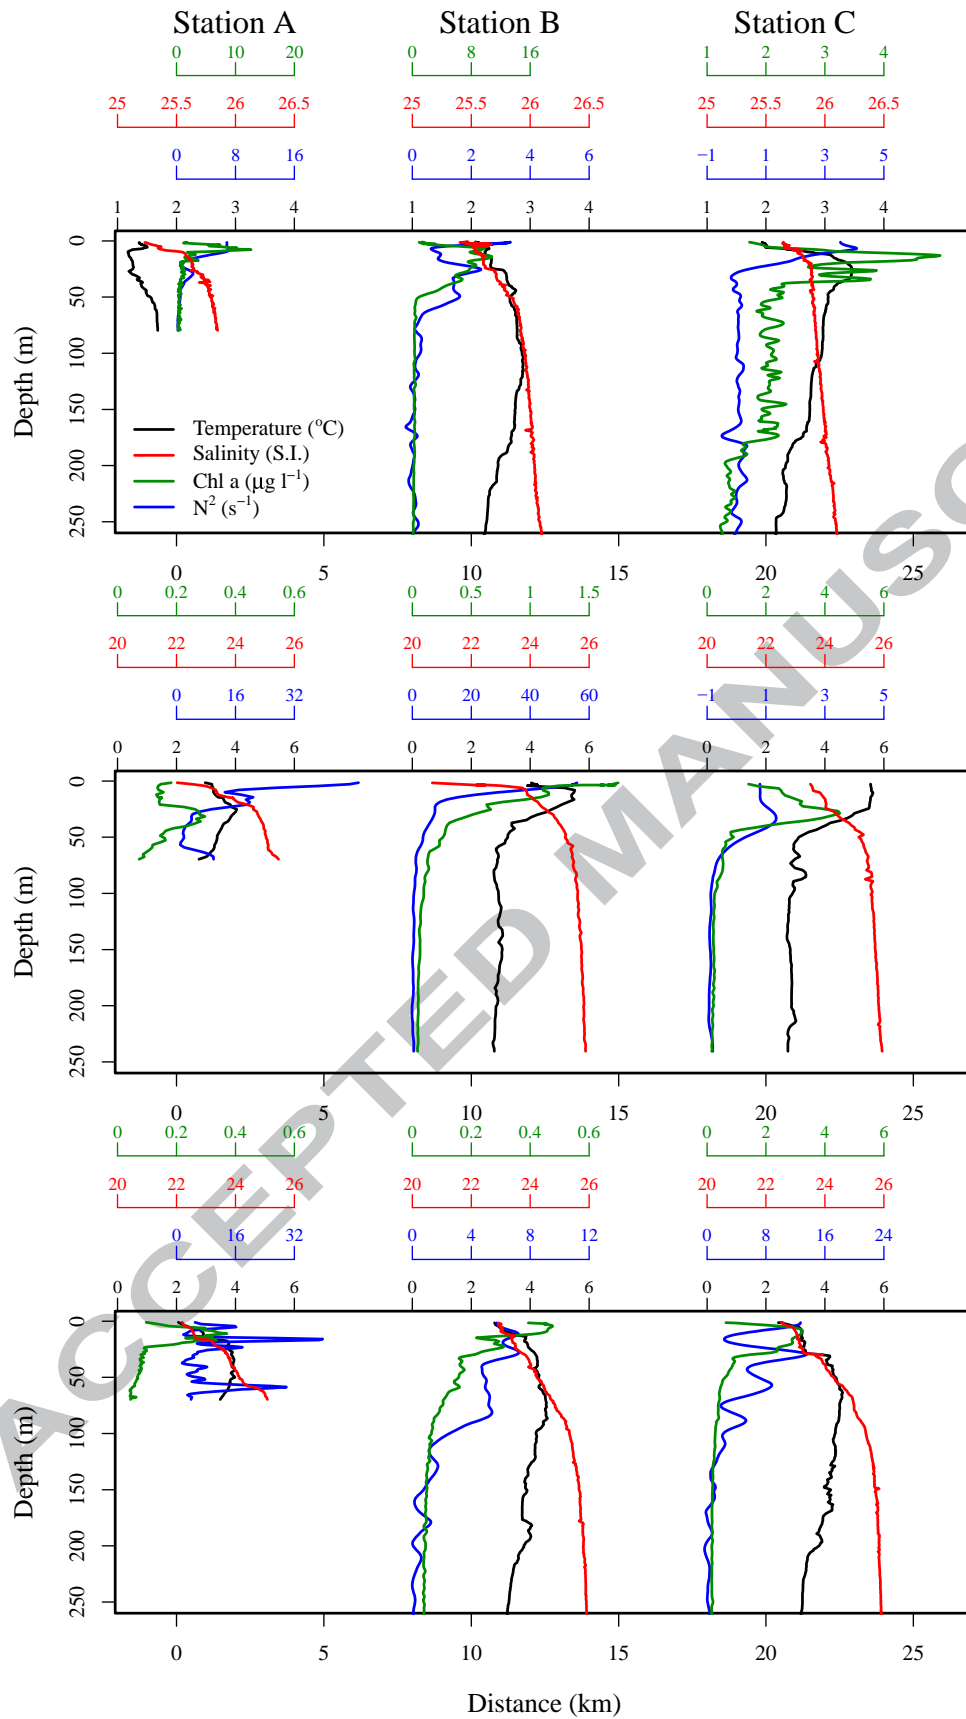 Station A Station B Station C
0 10 20 0 8 16 1 2 3 4
25 25.5 26 26.5 25 25.5 26 26.5 25 25.5 26 26.5
0 8 16 0 2 4 6 −1 1 3 5
1 2 3 4 0 2 4 6 1 2 3 4
Depth (m)
0
50
100
150
200
250
Temperature (°C)
Salinity (S.I.)
Chl a (μg l⁻¹)
N² (s⁻¹)
0 5 10 15 20 25
0 0.2 0.4 0.6 0 0.5 1 1.5 0 2 4 6
20 22 24 26 20 22 24 26 20 22 24 26
0 16 32 0 20 40 60 −1 1 3 5
0 2 4 6 0 2 4 6 0 2 4 6
Depth (m)
0
50
100
150
200
250
0 5 10 15 20 25
0 0.2 0.4 0.6 0 0.2 0.4 0.6 0 2 4 6
20 22 24 26 20 22 24 26 20 22 24 26
0 16 32 0 4 8 12 0 8 16 24
0 2 4 6 0 2 4 6 0 2 4 6
Depth (m)
0
50
100
150
200
250
0 5 10 15 20 25
Distance (km)
ACCEPTED MANUSC